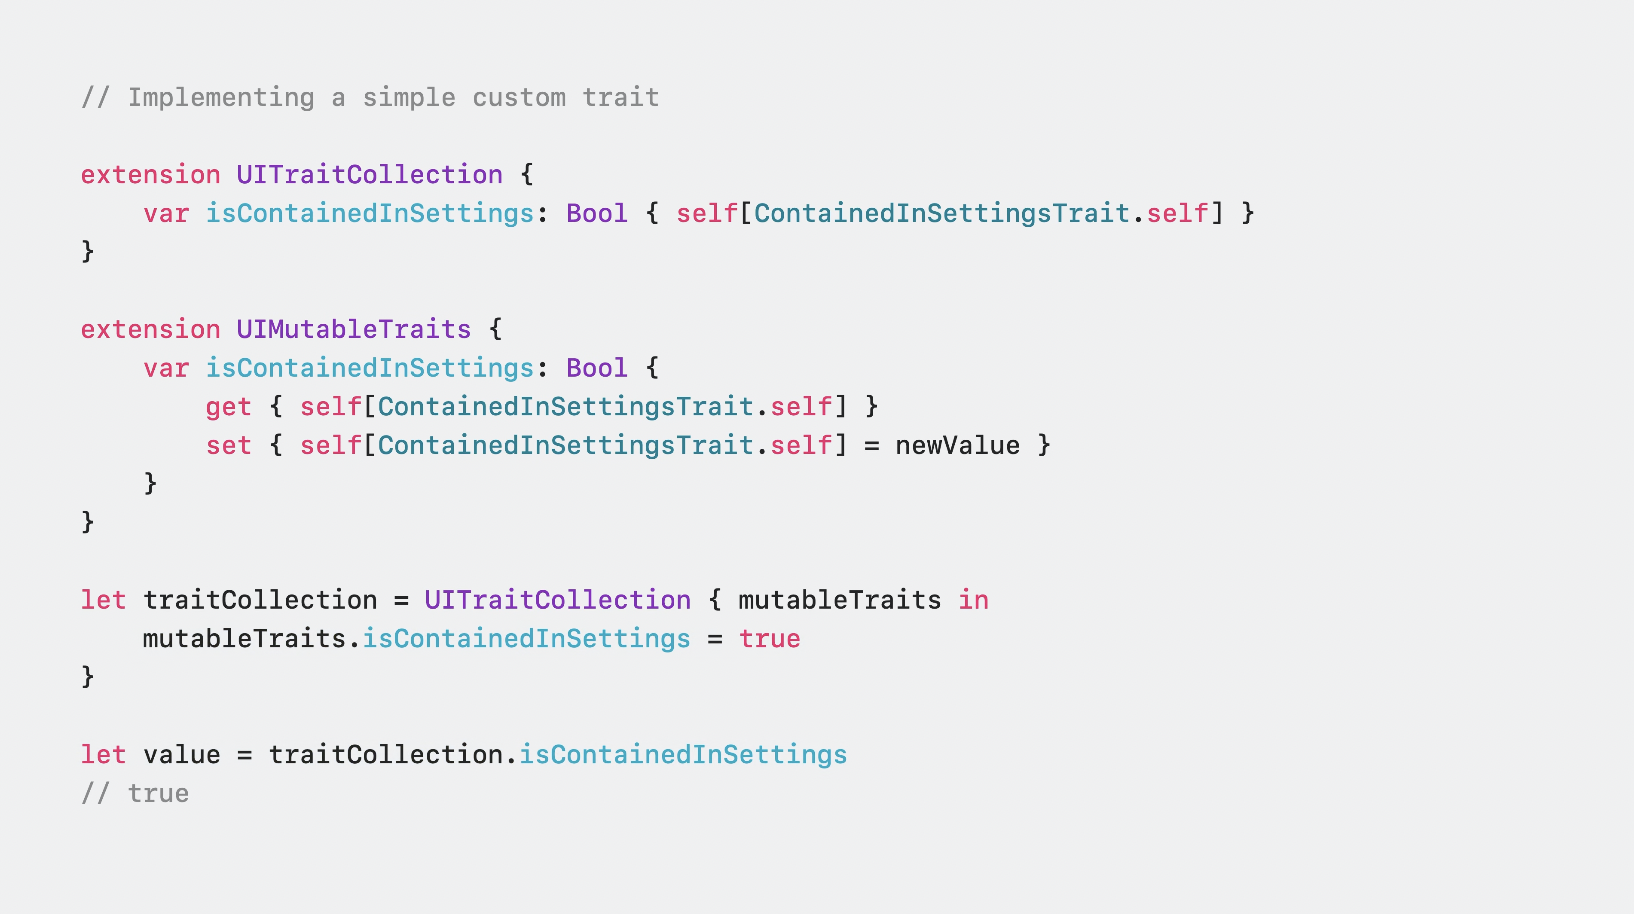 // Implementing a simple custom trait

extension UITraitCollection {
    var isContainedInSettings: Bool { self[ContainedInSettingsTrait.self] }
}

extension UIMutableTraits {
    var isContainedInSettings: Bool {
        get { self[ContainedInSettingsTrait.self] }
        set { self[ContainedInSettingsTrait.self] = newValue }
    }
}

let traitCollection = UITraitCollection { mutableTraits in
    mutableTraits.isContainedInSettings = true
}

let value = traitCollection.isContainedInSettings
// true